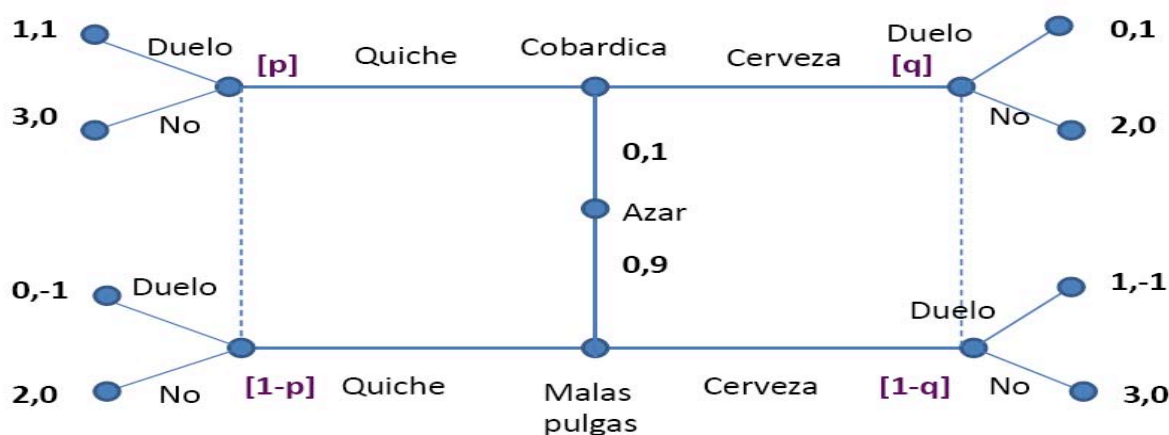 1,1
Duelo
[p]
Quiche
Cobardica
Cerveza
Duelo
[q]
0,1
3,0
No
No
2,0
0,1
Azar
0,9
0,-1
Duelo
1,-1
Duelo
2,0
No
[1-p]
Quiche
Malas
pulgas
Cerveza
[1-q]
No
3,0